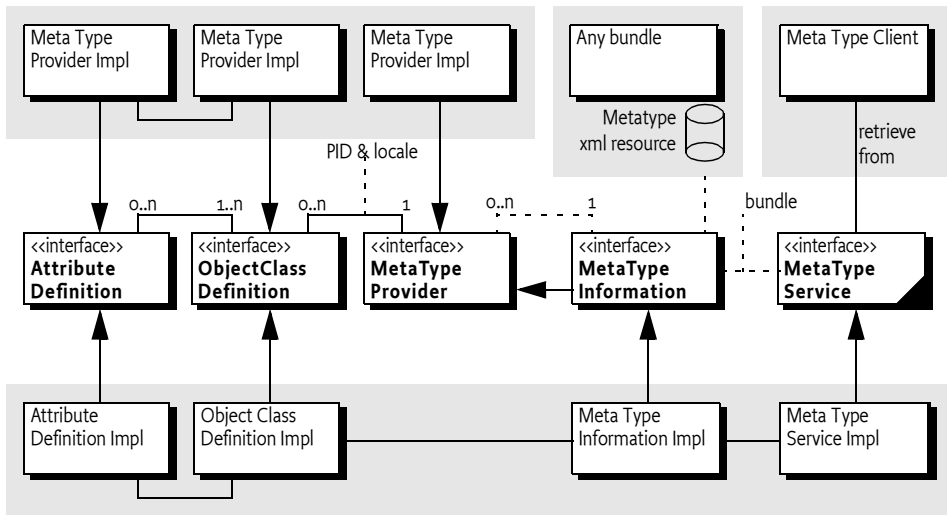 Meta Type
Provider Impl
Meta Type
Provider Impl
Meta Type
Provider Impl
Any bundle
Meta Type Client
Metatype
xml resource
retrieve
from
PID & locale
0..n
1..n
0..n
1
0..n
1
bundle
<<interface>>
Attribute
Definition
<<interface>>
ObjectClass
Definition
<<interface>>
MetaType
Provider
<<interface>>
MetaType
Information
<<interface>>
MetaType
Service
Attribute
Definition Impl
Object Class
Definition Impl
Meta Type
Information Impl
Meta Type
Service Impl